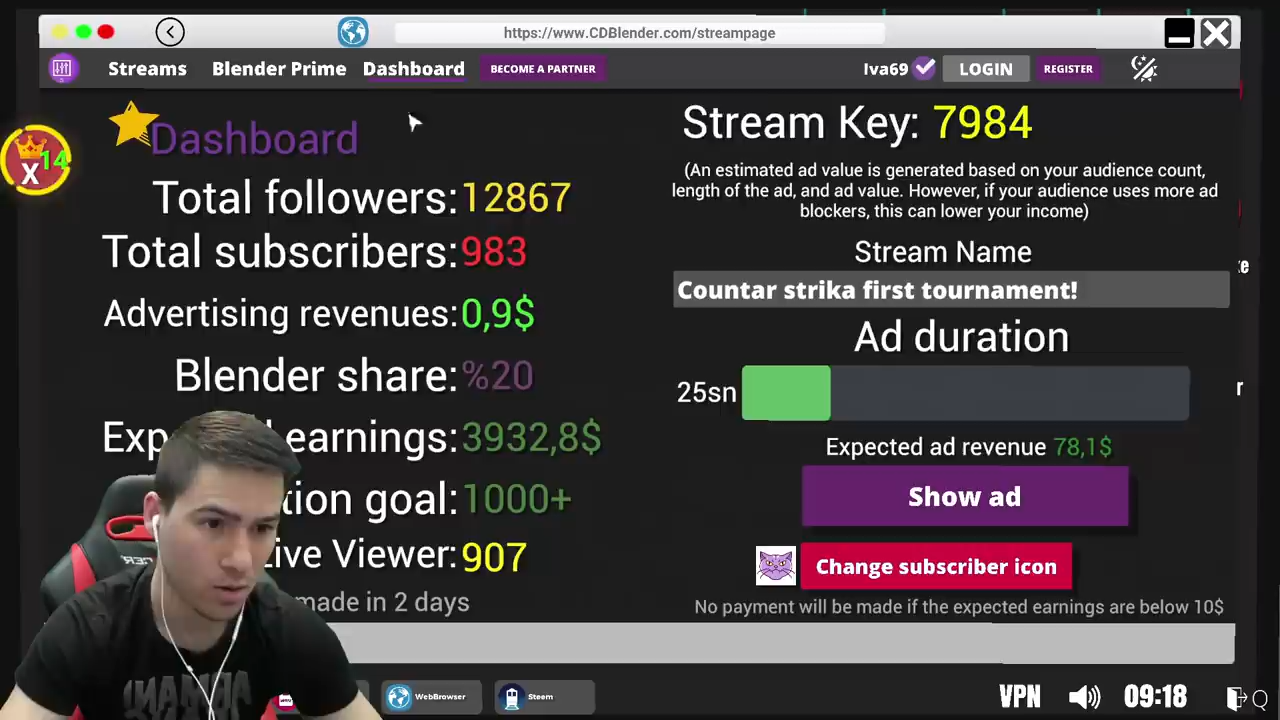 https://www.CDBlender.com/streampage
Streams Blender Prime Dashboard BECOME A PARTNER Iva69 LOGIN REGISTER
X14
Dashboard
Total followers:12867
Total subscribers:983
Advertising revenues:0,9$
Blender share:%20
earnings:3932,8$
goal:1000+
Live Viewer:907
made in 2 days
Stream Key: 7984
(An estimated ad value is generated based on your audience count,
length of the ad, and ad value. However, if your audience uses more ad
blockers, this can lower your income)
Stream Name
Countar strika first tournament!
Ad duration
25sn
Expected ad revenue 78,1$
Show ad
Change subscriber icon
No payment will be made if the expected earnings are below 10$
WebBrowser Steem VPN 09:18 Q